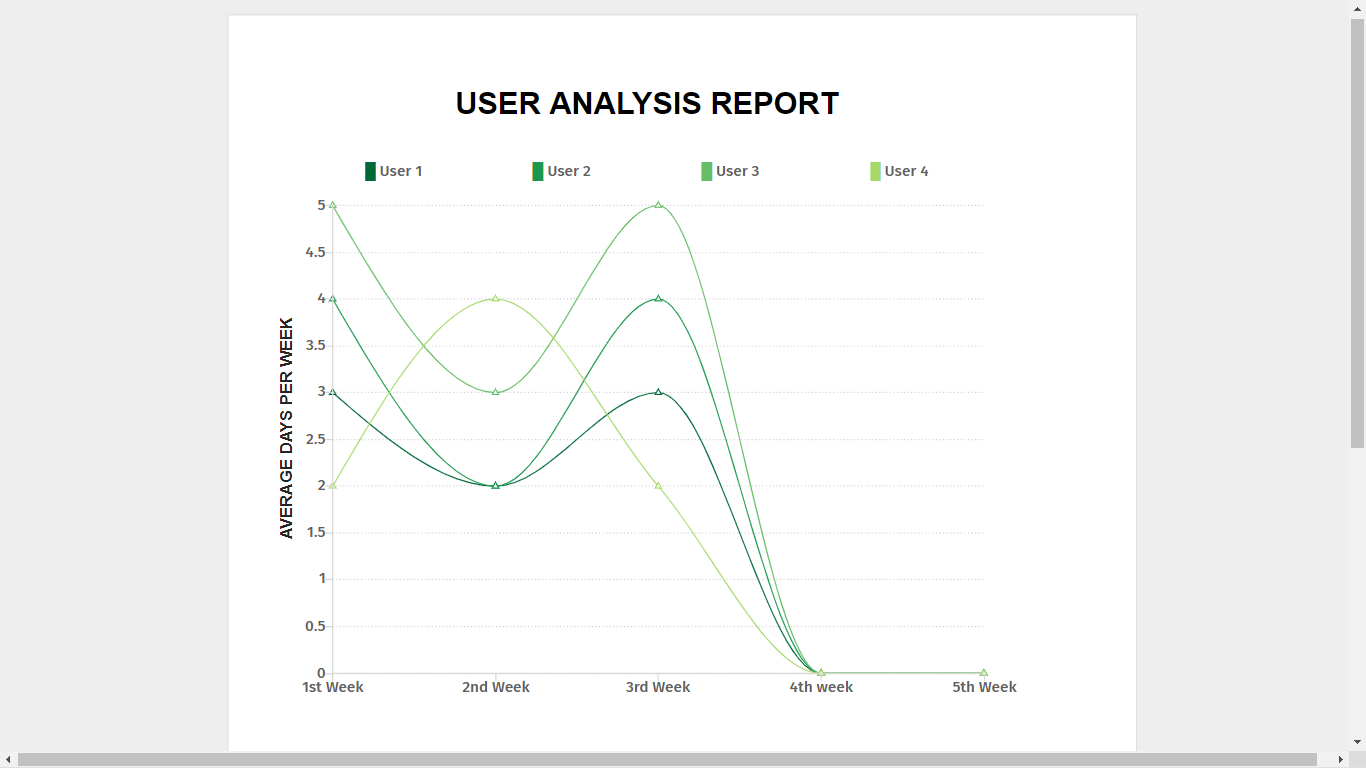 USER ANALYSIS REPORT
User 1 User 2 User 3 User 4
AVERAGE DAYS PER WEEK
5
4.5
4
3.5
3
2.5
2
1.5
1
0.5
0
1st Week 2nd Week 3rd Week 4th week 5th Week